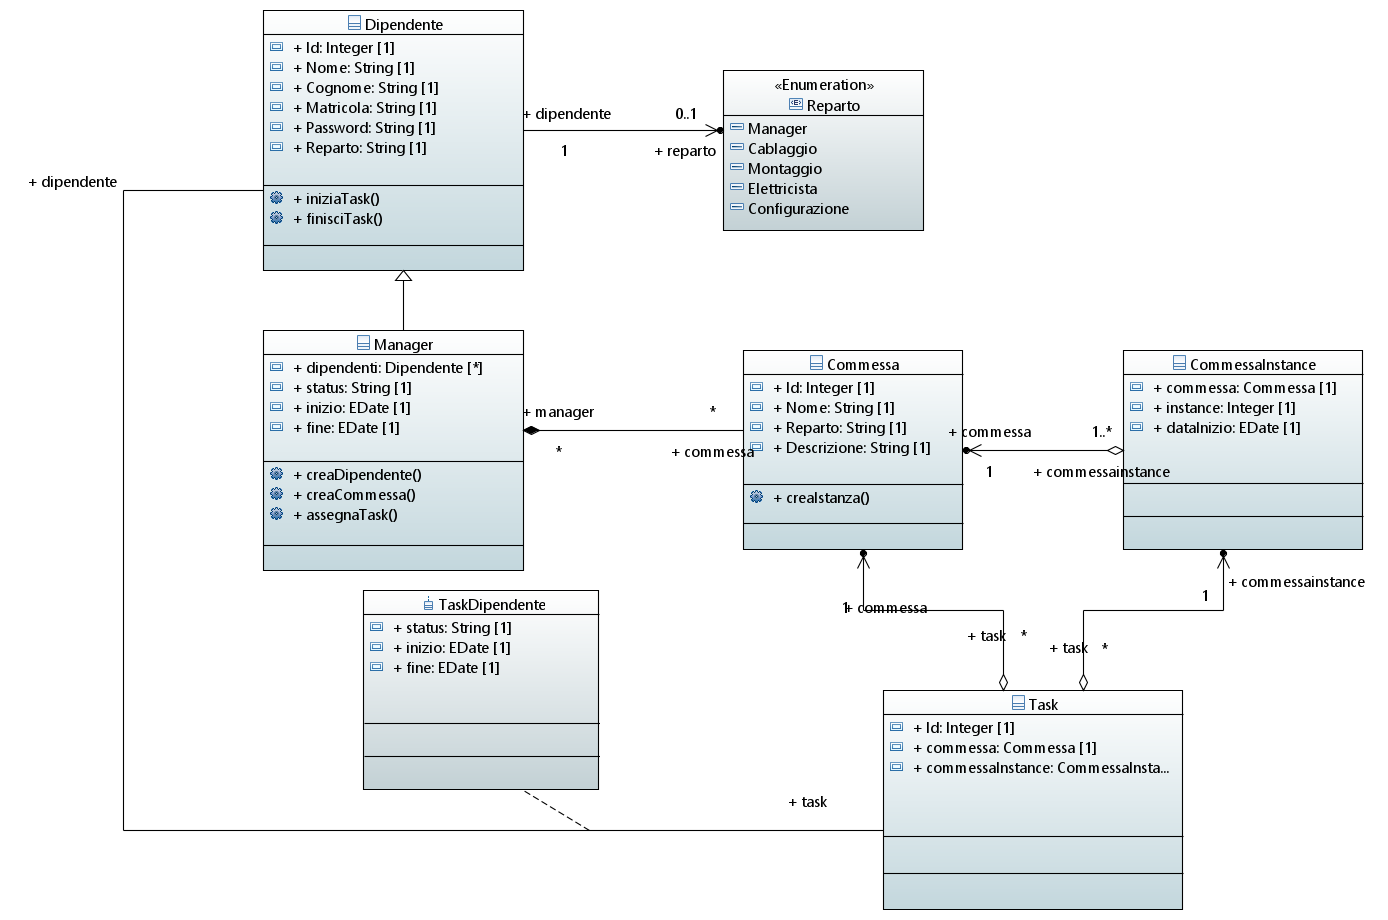 Dipendente
+ Id: Integer [1]
+ Nome: String [1]
+ Cognome: String [1]
+ Matricola: String [1]
+ Password: String [1]
+ Reparto: String [1]
+ iniziaTask()
+ finisciTask()
+ dipendente
0..1
1
+ reparto
«Enumeration»
Reparto
Manager
Cablaggio
Montaggio
Elettricista
Configurazione
+ dipendente
Manager
+ dipendenti: Dipendente [*]
+ status: String [1]
+ inizio: EDate [1]
+ fine: EDate [1]
+ creaDipendente()
+ creaCommessa()
+ assegnaTask()
+ manager
*
*
+ commessa
Commessa
+ Id: Integer [1]
+ Nome: String [1]
+ Reparto: String [1]
+ Descrizione: String [1]
+ creaIstanza()
+ commessa
1..*
1
+ commessainstance
CommessaInstance
+ commessa: Commessa [1]
+ instance: Integer [1]
+ dataInizio: EDate [1]
+ commessainstance
1
1
+ commessa
+ task *
+ task *
TaskDipendente
+ status: String [1]
+ inizio: EDate [1]
+ fine: EDate [1]
Task
+ Id: Integer [1]
+ commessa: Commessa [1]
+ commessaInstance: CommessaInsta...
+ task